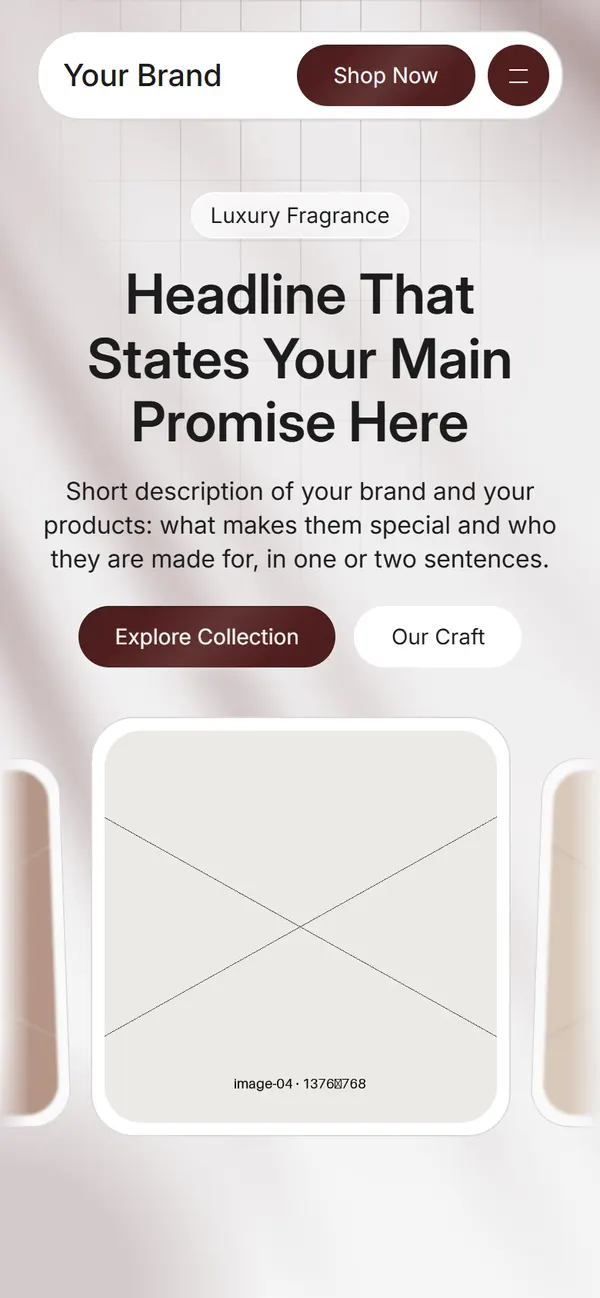 Your Brand
Shop Now
Luxury Fragrance
Headline That
States Your Main
Promise Here
Short description of your brand and your
products: what makes them special and who
they are made for, in one or two sentences.
Explore Collection
Our Craft
image-04 · 1376▯768